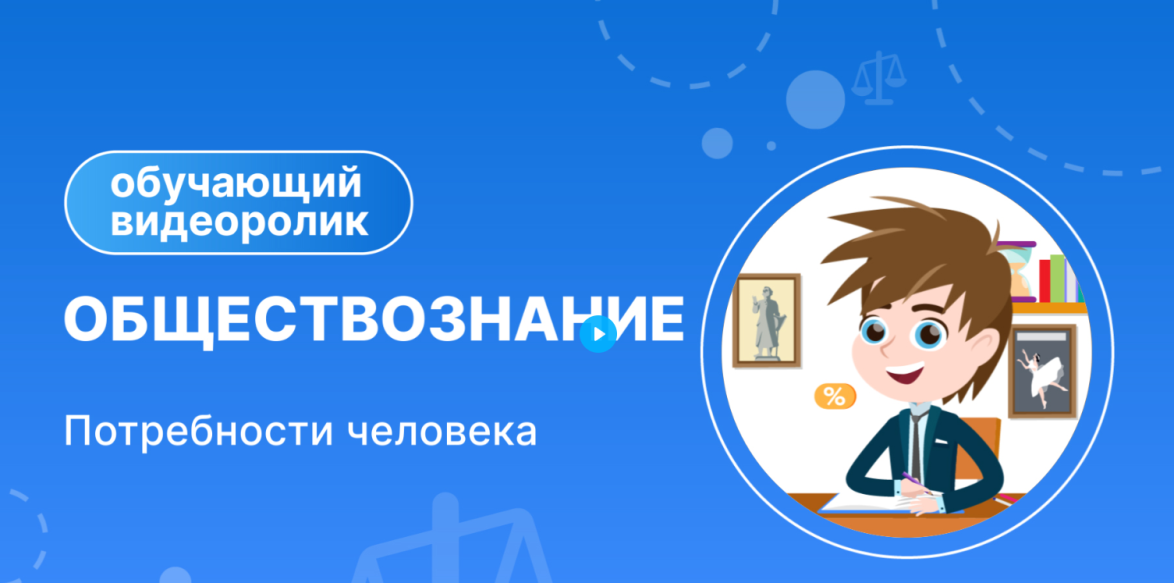 обучающий
видеоролик
ОБЩЕСТВОЗНАНИЕ
%
Потребности человека